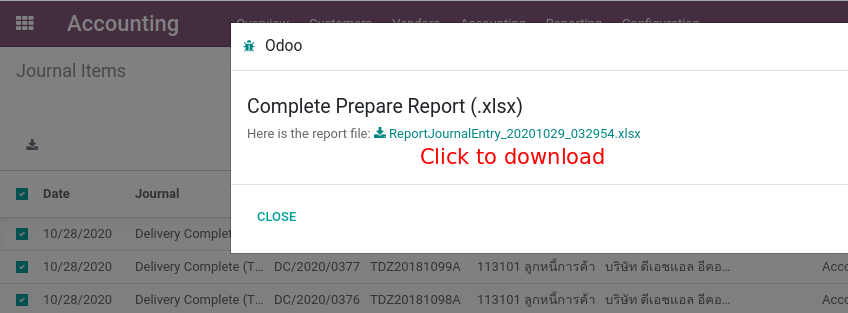 Accounting
Overview Customers Vendors Accounting Reporting Configuration
Odoo
Journal Items
Complete Prepare Report (.xlsx)
Here is the report file: ReportJournalEntry_20201029_032954.xlsx
Click to download
Date Journal
CLOSE
10/28/2020 Delivery Complet
10/28/2020 Delivery Complete (T... DC/2020/0377 TDZ20181099A 113101 ลูกหนี้การค้า บริษัท ดีเอชแอล อีคอ... Acco
10/28/2020 Delivery Complete (T... DC/2020/0376 TDZ20181098A 113101 ลูกหนี้การค้า บริษัท ดีเอชแอล อีคอ... Acco